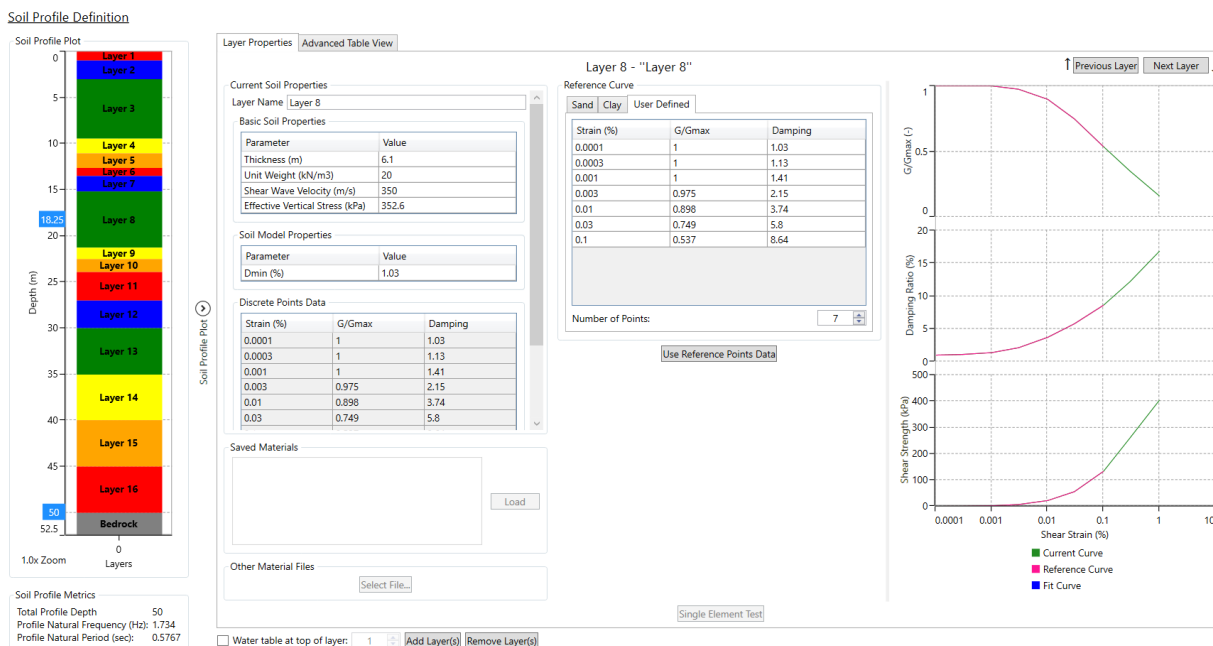 Soil Profile Definition
Soil Profile Plot
0
5
10
15
18.25
20
25
30
35
40
45
50
52.5
Depth (m)
Layer 1
Layer 2
Layer 3
Layer 4
Layer 5
Layer 6
Layer 7
Layer 8
Layer 9
Layer 10
Layer 11
Layer 12
Layer 13
Layer 14
Layer 15
Layer 16
Bedrock
0
Layers
1.0x Zoom
Soil Profile Metrics
Total Profile Depth 50
Profile Natural Frequency (Hz): 1.734
Profile Natural Period (sec): 0.5767
Soil Profile Plot
Layer Properties Advanced Table View
Layer 8 - "Layer 8"
↑ Previous Layer Next Layer
Current Soil Properties
Layer Name Layer 8
Basic Soil Properties
Parameter Value
Thickness (m) 6.1
Unit Weight (kN/m3) 20
Shear Wave Velocity (m/s) 350
Effective Vertical Stress (kPa) 352.6
Soil Model Properties
Parameter Value
Dmin (%) 1.03
Discrete Points Data
Strain (%) G/Gmax Damping
0.0001 1 1.03
0.0003 1 1.13
0.001 1 1.41
0.003 0.975 2.15
0.01 0.898 3.74
0.03 0.749 5.8
Saved Materials
Load
Other Material Files
Select File...
Reference Curve
Sand Clay User Defined
Strain (%) G/Gmax Damping
0.0001 1 1.03
0.0003 1 1.13
0.001 1 1.41
0.003 0.975 2.15
0.01 0.898 3.74
0.03 0.749 5.8
0.1 0.537 8.64
Number of Points: 7
Use Reference Points Data
Single Element Test
G/Gmax (-)
1
0.5
0
Damping Ratio (%)
20
15
10
5
0
Shear Strength (kPa)
500
400
300
200
100
0
0.0001 0.001 0.01 0.1 1 10
Shear Strain (%)
Current Curve
Reference Curve
Fit Curve
Water table at top of layer: 1 Add Layer(s) Remove Layer(s)